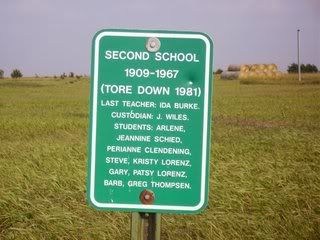 SECOND SCHOOL
1909-1967
(TORE DOWN 1981)
LAST TEACHER: IDA BURKE.
CUSTODIAN: J. WILES.
STUDENTS: ARLENE,
JEANNINE SCHIED,
PERIANNE CLENDENING,
STEVE, KRISTY LORENZ,
GARY, PATSY LORENZ,
BARB, GREG THOMPSEN.